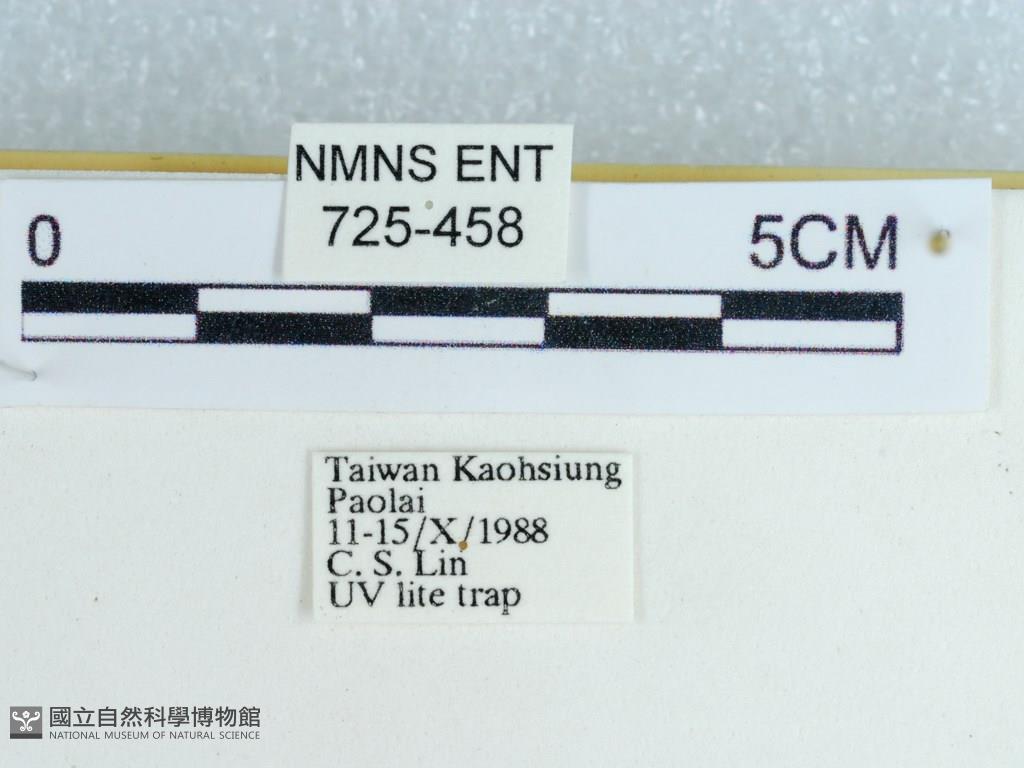 NMNS ENT
725-458
0 5CM
Taiwan Kaohsiung
Paolai
11-15/X/1988
C. S. Lin
UV lite trap
國立自然科學博物館
NATIONAL MUSEUM OF NATURAL SCIENCE